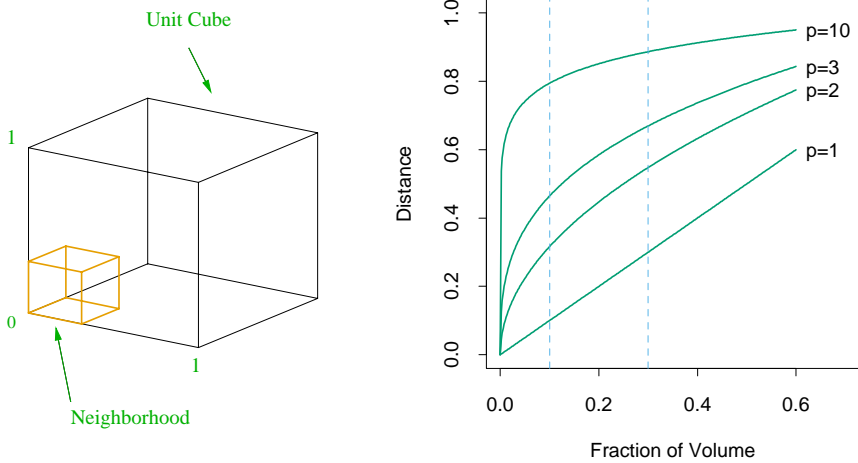 Unit Cube
1
0
1
Neighborhood
1.0
0.8
0.6
0.4
0.2
0.0
Distance
p=10
p=3
p=2
p=1
0.0 0.2 0.4 0.6
Fraction of Volume